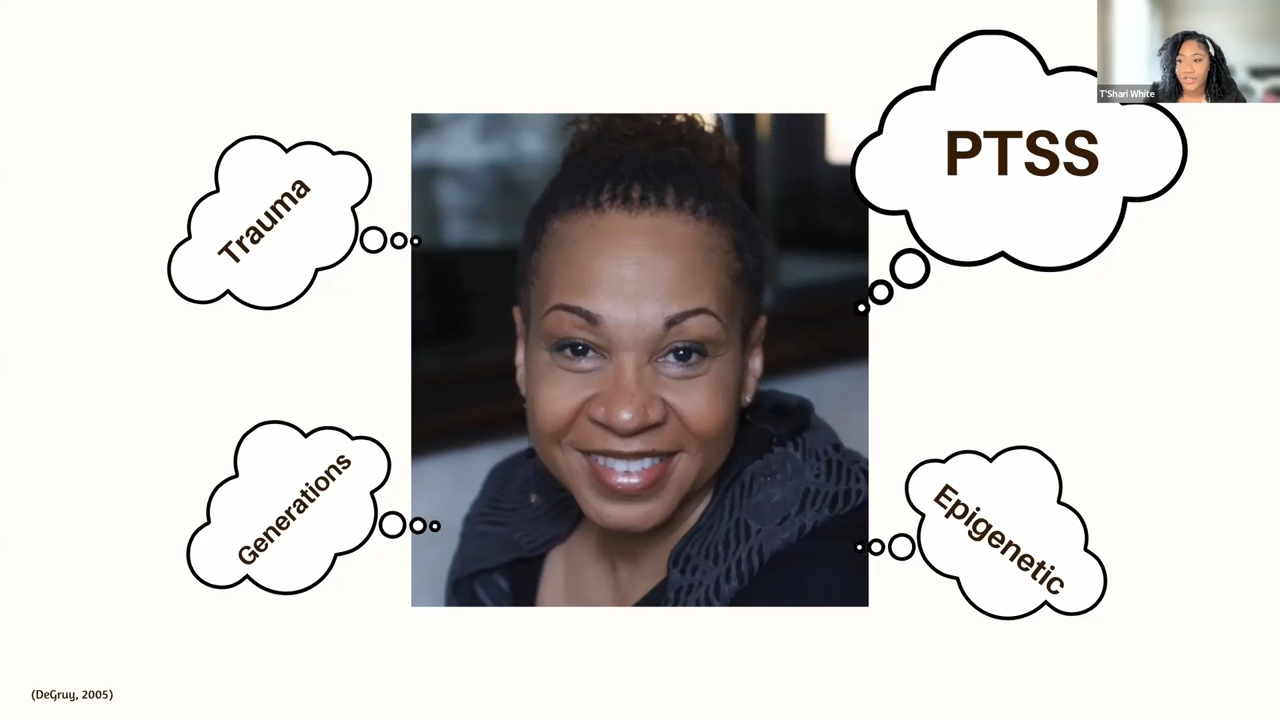 T'Shari White
PTSS
Trauma
Generations
Epigenetic
(DeGruy, 2005)